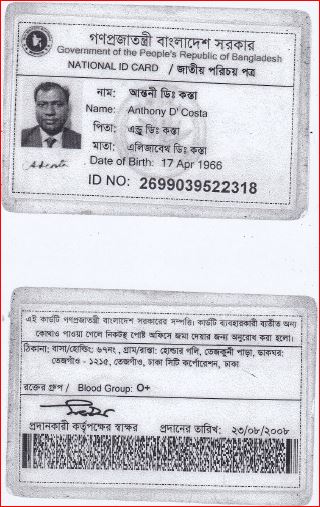 গণপ্রজাতন্ত্রী বাংলাদেশ সরকার
Government of the People's Republic of Bangladesh
NATIONAL ID CARD / জাতীয় পরিচয় পত্র
নাম: আন্তনী ডিঃ কস্তা
Name: Anthony D' Costa
পিতা: এন্ড্রু ডিঃ কস্তা
মাতা: এলিজাবেথ ডিঃ কস্তা
Date of Birth: 17 Apr 1966
ID NO: 2699039522318
এই কার্ডটি গণপ্রজাতন্ত্রী বাংলাদেশ সরকারের সম্পত্তি। কার্ডটি ব্যবহারকারী ব্যতীত অন্য
কোথাও পাওয়া গেলে নিকটস্থ পোষ্ট অফিসে জমা দেয়ার জন্য অনুরোধ করা হলো।
ঠিকানা: বাসা/হোল্ডিং: ৬৭নং, গ্রাম/রাস্তা: হোন্ডার গলি, তেজকুনী পাড়া, ডাকঘর:
তেজগাঁও - ১২১৫, তেজগাঁও, ঢাকা সিটি কর্পোরেশন, ঢাকা
রক্তের গ্রুপ / Blood Group: O+
প্রদানকারী কর্তৃপক্ষের স্বাক্ষর প্রদানের তারিখ: ২৩/০৮/২০০৮